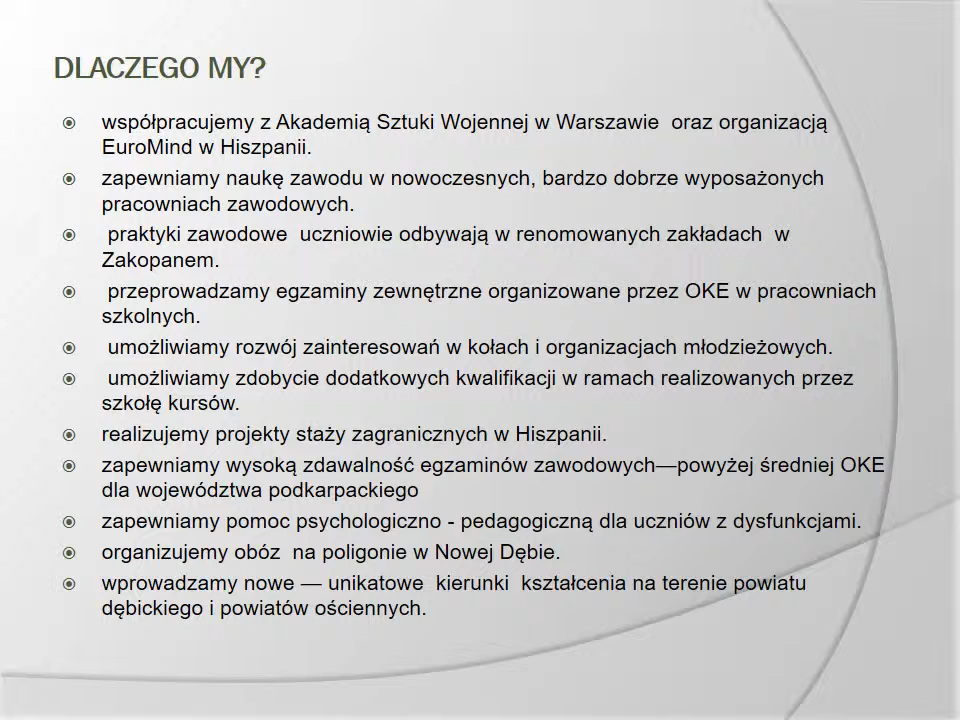 DLACZEGO MY?
współpracujemy z Akademią Sztuki Wojennej w Warszawie oraz organizacją
EuroMind w Hiszpanii.
zapewniamy naukę zawodu w nowoczesnych, bardzo dobrze wyposażonych
pracowniach zawodowych.
praktyki zawodowe uczniowie odbywają w renomowanych zakładach w
Zakopanem.
przeprowadzamy egzaminy zewnętrzne organizowane przez OKE w pracowniach
szkolnych.
umożliwiamy rozwój zainteresowań w kołach i organizacjach młodzieżowych.
umożliwiamy zdobycie dodatkowych kwalifikacji w ramach realizowanych przez
szkołę kursów.
realizujemy projekty staży zagranicznych w Hiszpanii.
zapewniamy wysoką zdawalność egzaminów zawodowych—powyżej średniej OKE
dla województwa podkarpackiego
zapewniamy pomoc psychologiczno - pedagogiczną dla uczniów z dysfunkcjami.
organizujemy obóz na poligonie w Nowej Dębie.
wprowadzamy nowe — unikatowe kierunki kształcenia na terenie powiatu
dębickiego i powiatów ościennych.